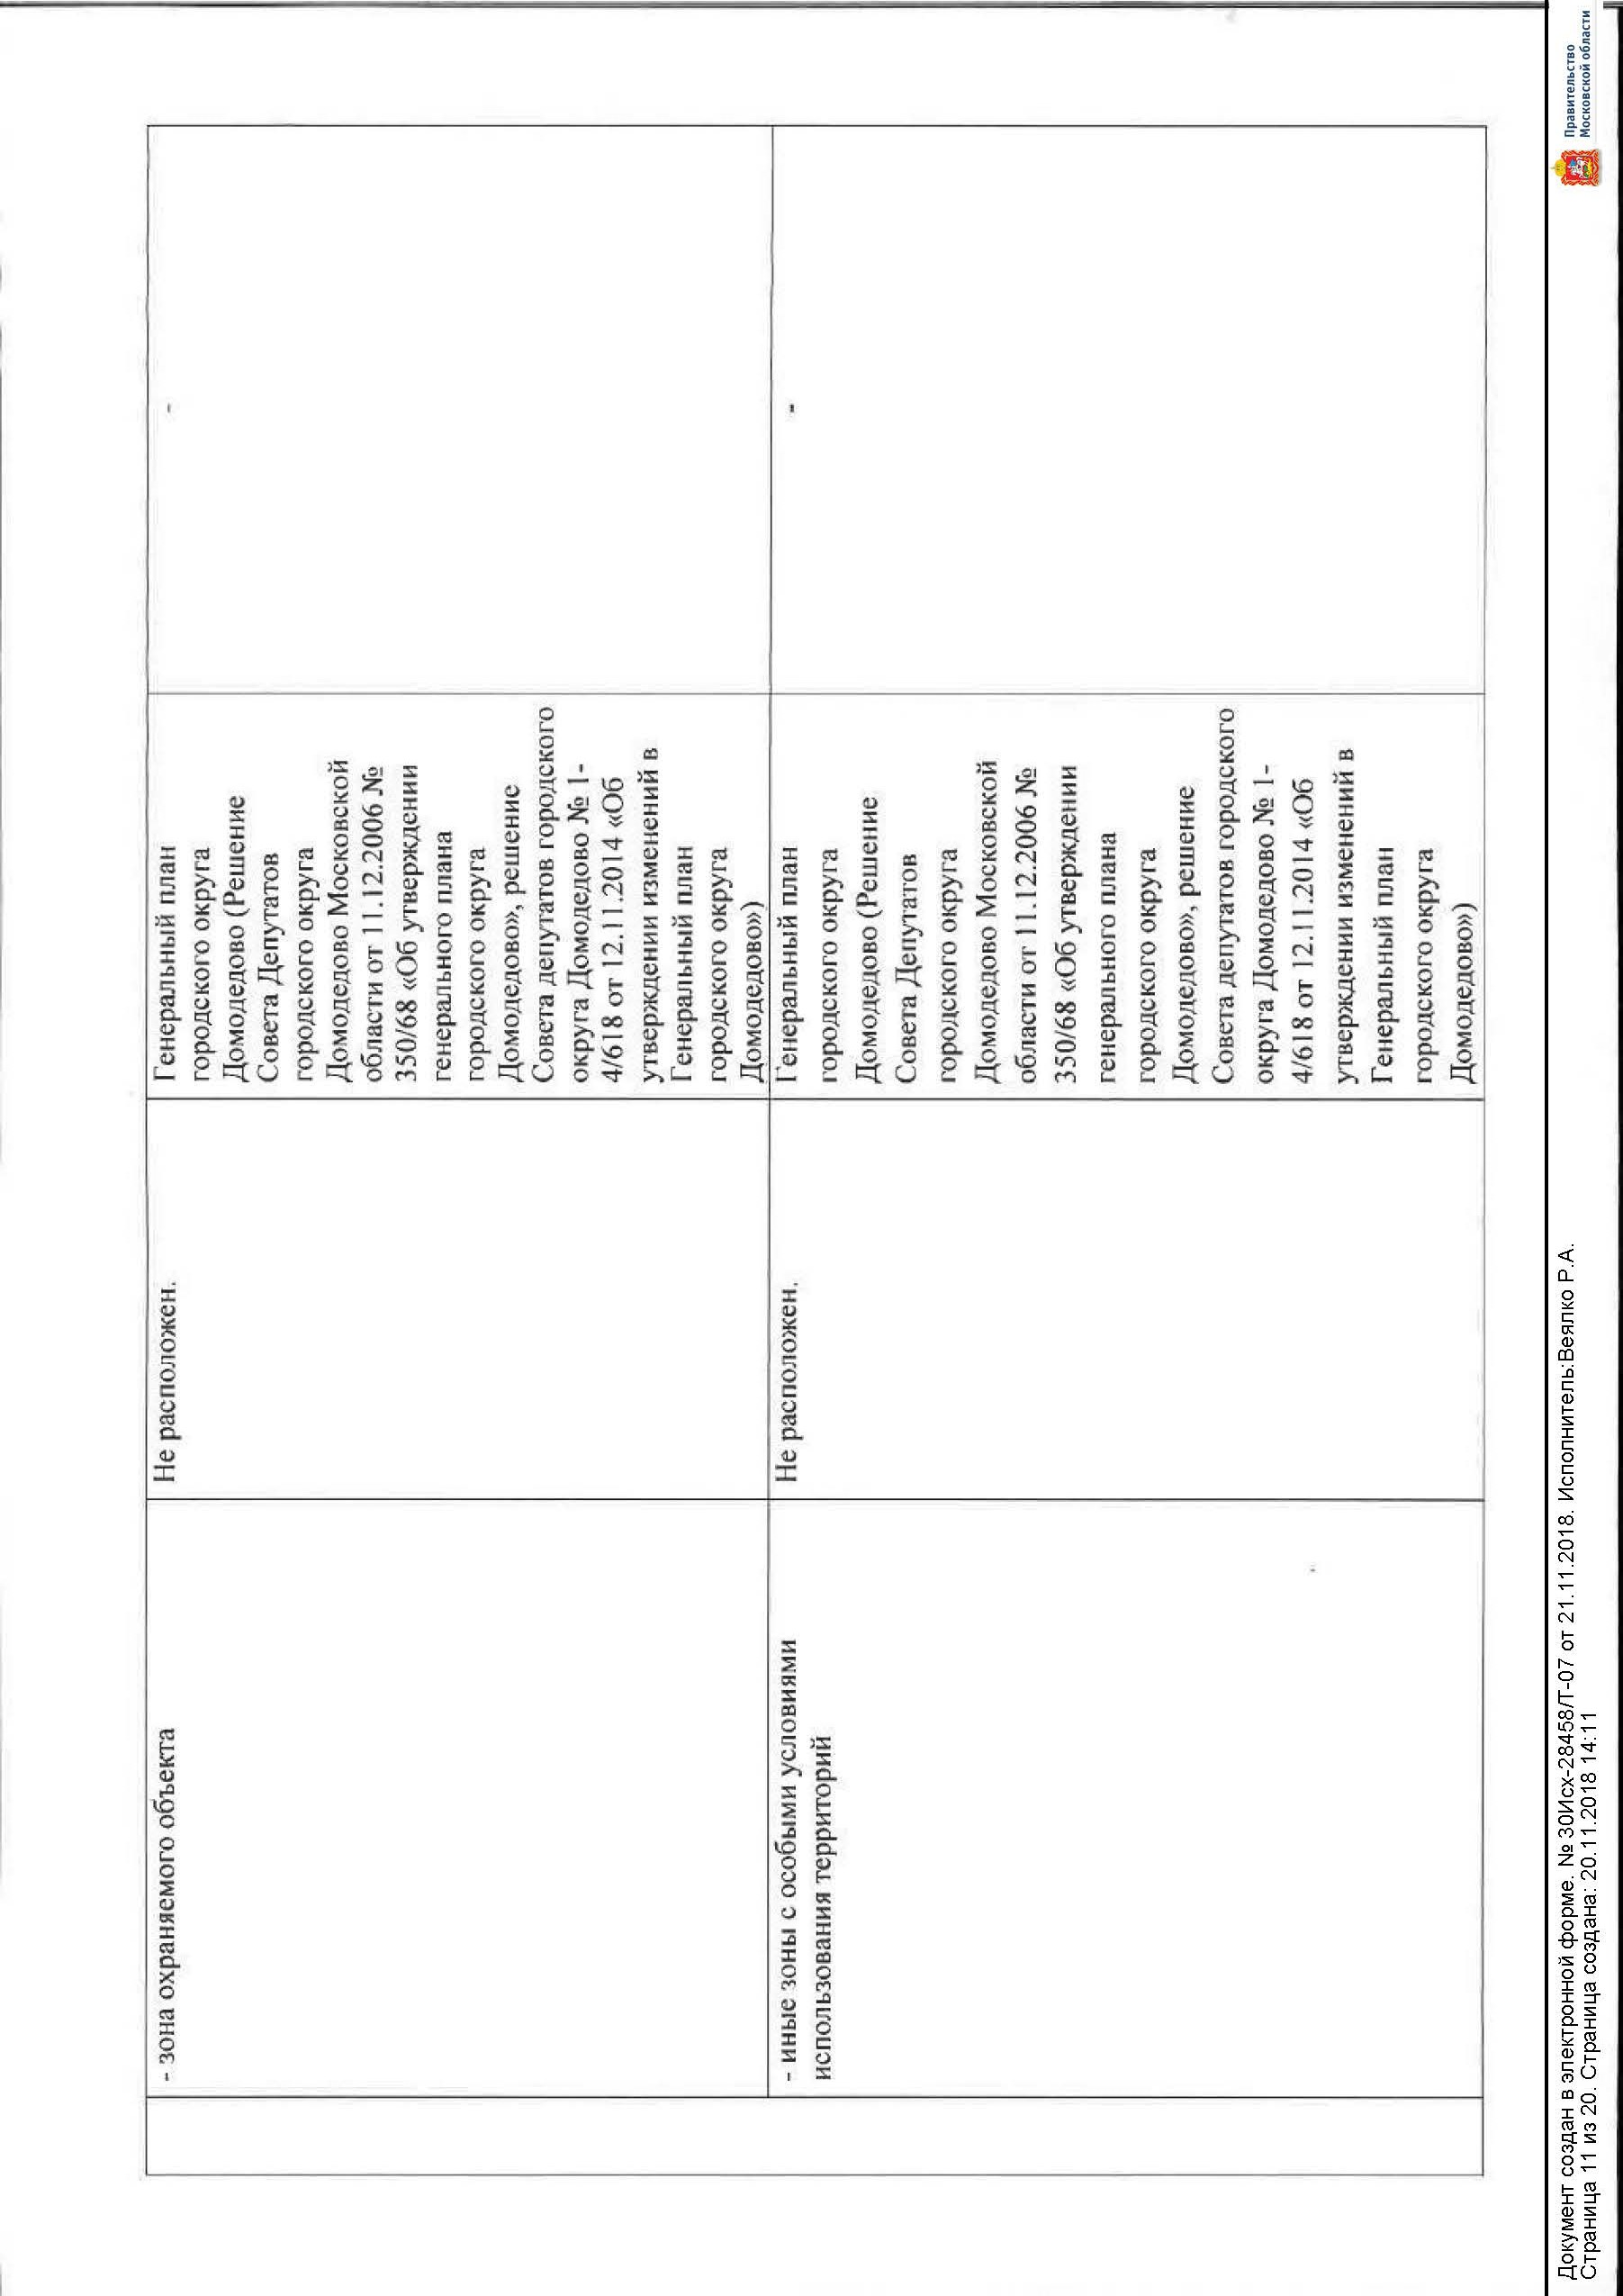 - зона охраняемого объекта
Не расположен.
Генеральный план
городского округа
Домодедово (Решение
Совета Депутатов
городского округа
Домодедово Московской
области от 11.12.2006 №
350/68 «Об утверждении
генерального плана
городского округа
Домодедово», решение
Совета депутатов городского
округа Домодедово № 1-
4/618 от 12.11.2014 «Об
утверждении изменений в
Генеральный план
городского округа
Домодедово»)
-
- иные зоны с особыми условиями
использования территорий
Не расположен.
Генеральный план
городского округа
Домодедово (Решение
Совета Депутатов
городского округа
Домодедово Московской
области от 11.12.2006 №
350/68 «Об утверждении
генерального плана
городского округа
Домодедово», решение
Совета депутатов городского
округа Домодедово № 1-
4/618 от 12.11.2014 «Об
утверждении изменений в
Генеральный план
городского округа
Домодедово»)
-
Документ создан в электронной форме. № 30Исх-28458/Т-07 от 21.11.2018. Исполнитель:Веялко Р.А.
Страница 11 из 20. Страница создана: 20.11.2018 14:11
Правительство
Московской области